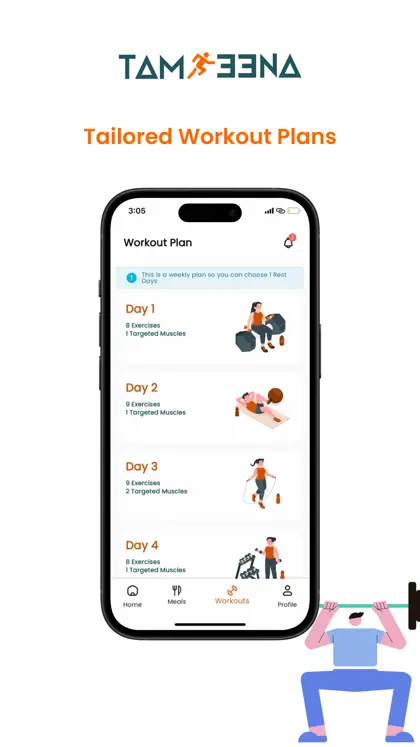 TAMREENA
Tailored Workout Plans
3:05
Workout Plan
This is a weekly plan so you can choose 1 Rest
Days
Day 1
8 Exercises
1 Targeted Muscles
Day 2
9 Exercises
1 Targeted Muscles
Day 3
9 Exercises
2 Targeted Muscles
Day 4
8 Exercises
1 Targeted Muscles
Home
Meals
Workouts
Profile